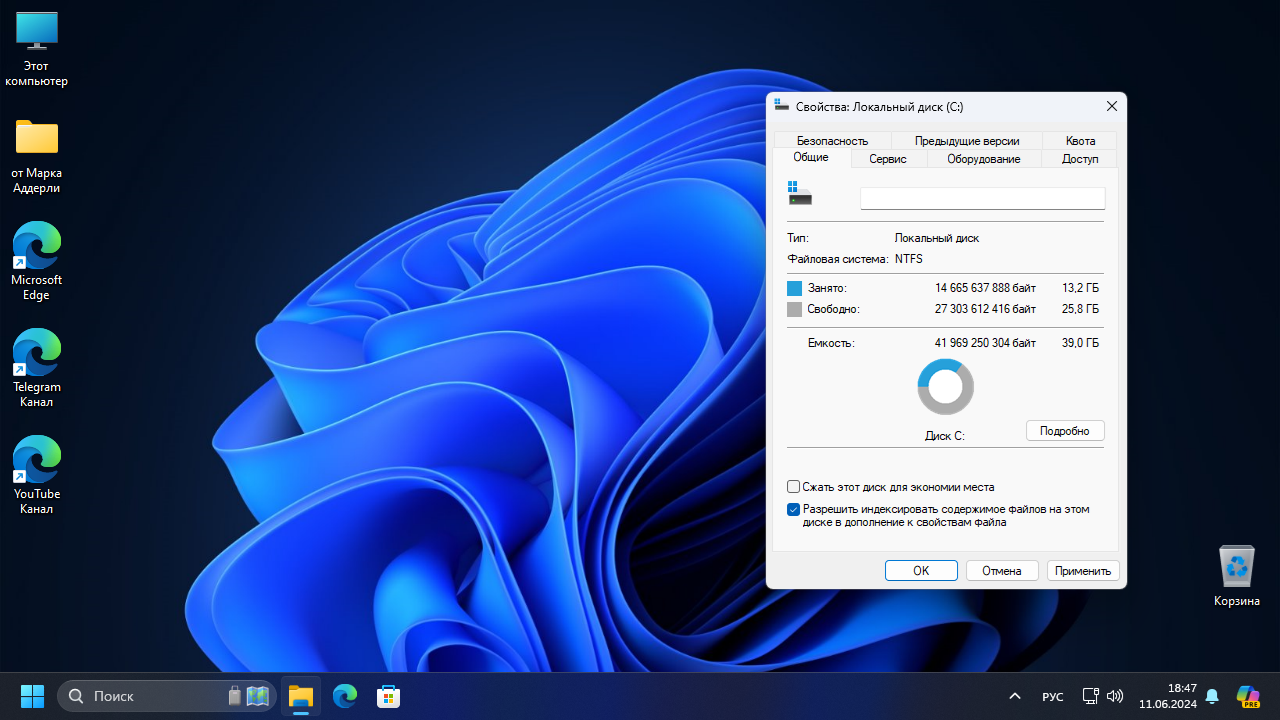 Этот
компьютер
от Марка
Аддерли
Microsoft
Edge
Telegram
Канал
YouTube
Канал
Свойства: Локальный диск (C:)
Безопасность Предыдущие версии Квота
Общие Сервис Оборудование Доступ
Тип: Локальный диск
Файловая система: NTFS
Занято: 14 665 637 888 байт 13,2 ГБ
Свободно: 27 303 612 416 байт 25,8 ГБ
Емкость: 41 969 250 304 байт 39,0 ГБ
Диск C: Подробно
Сжать этот диск для экономии места
Разрешить индексировать содержимое файлов на этом
диске в дополнение к свойствам файла
OK Отмена Применить
Корзина
Поиск
РУС
18:47
11.06.2024
PRE